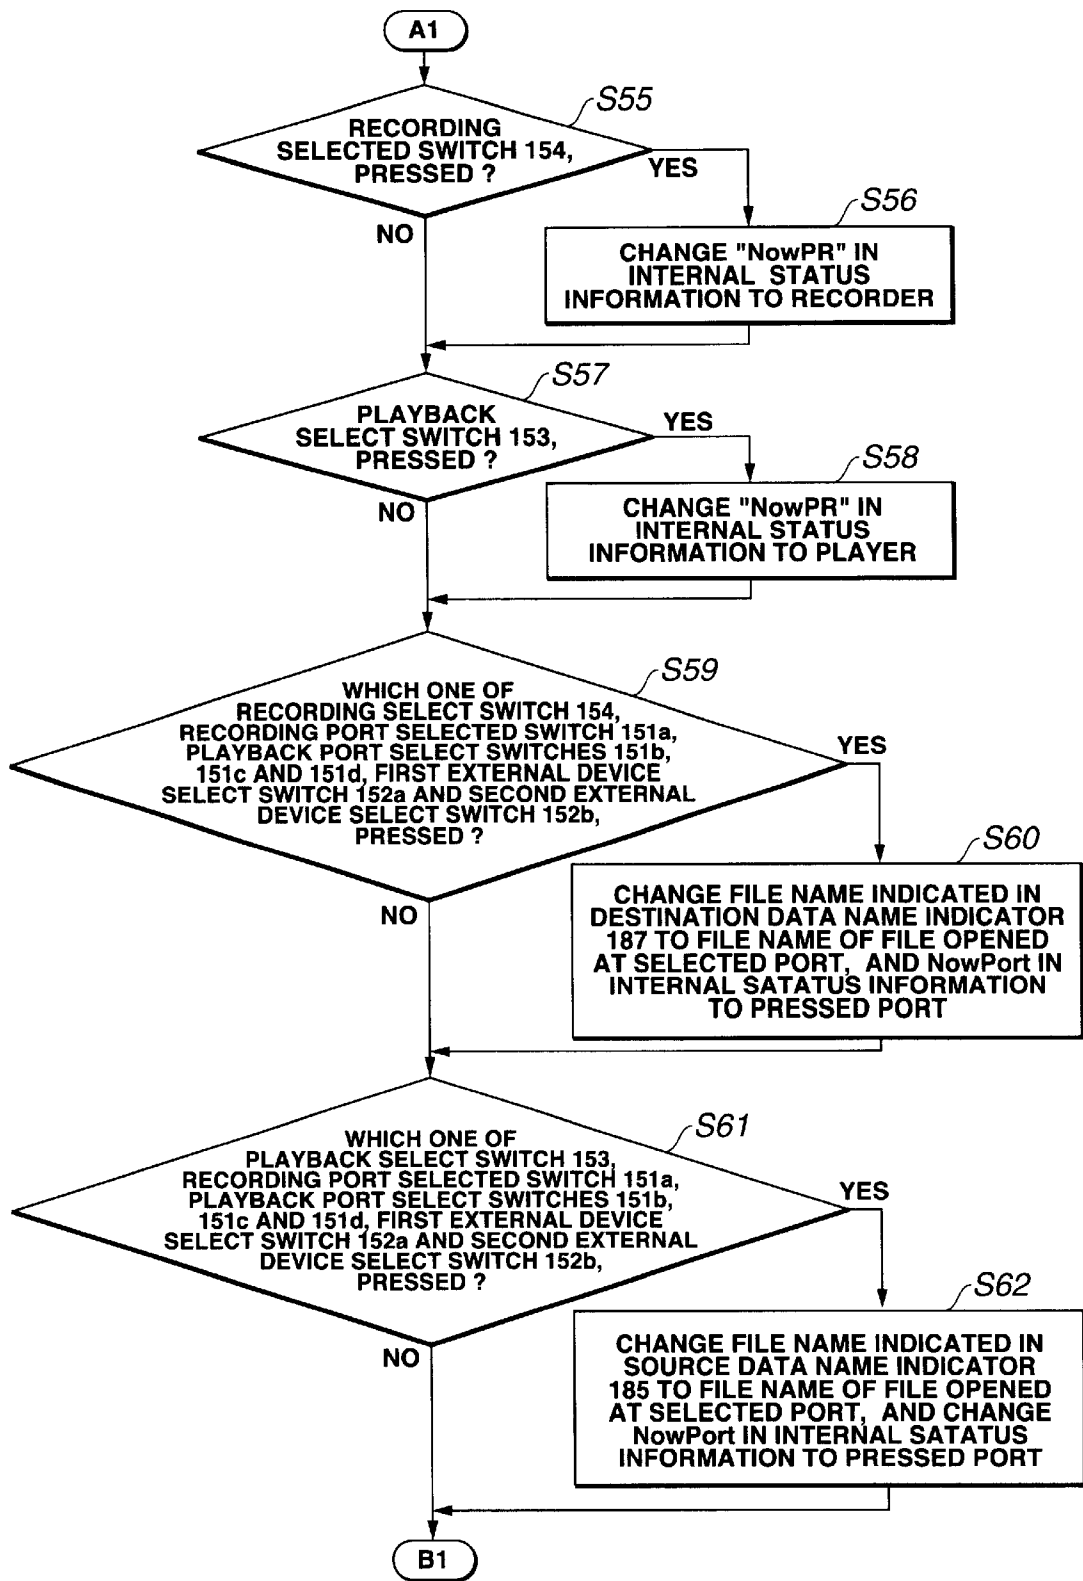 A1
S55
RECORDING
SELECTED SWITCH 154,
PRESSED ?
YES
NO
S56
CHANGE "NowPR" IN
INTERNAL STATUS
INFORMATION TO RECORDER
S57
PLAYBACK
SELECT SWITCH 153,
PRESSED ?
YES
NO
S58
CHANGE "NowPR" IN
INTERNAL STATUS
INFORMATION TO PLAYER
S59
WHICH ONE OF
RECORDING SELECT SWITCH 154,
RECORDING PORT SELECTED SWITCH 151a,
PLAYBACK PORT SELECT SWITCHES 151b,
151c AND 151d, FIRST EXTERNAL DEVICE
SELECT SWITCH 152a AND SECOND EXTERNAL
DEVICE SELECT SWITCH 152b,
PRESSED ?
YES
NO
S60
CHANGE FILE NAME INDICATED IN
DESTINATION DATA NAME INDICATOR
187 TO FILE NAME OF FILE OPENED
AT SELECTED PORT, AND NowPort IN
INTERNAL SATATUS INFORMATION
TO PRESSED PORT
S61
WHICH ONE OF
PLAYBACK SELECT SWITCH 153,
RECORDING PORT SELECTED SWITCH 151a,
PLAYBACK PORT SELECT SWITCHES 151b,
151c AND 151d, FIRST EXTERNAL DEVICE
SELECT SWITCH 152a AND SECOND EXTERNAL
DEVICE SELECT SWITCH 152b,
PRESSED ?
YES
NO
S62
CHANGE FILE NAME INDICATED IN
SOURCE DATA NAME INDICATOR
185 TO FILE NAME OF FILE OPENED
AT SELECTED PORT, AND CHANGE
NowPort IN INTERNAL SATATUS
INFORMATION TO PRESSED PORT
B1